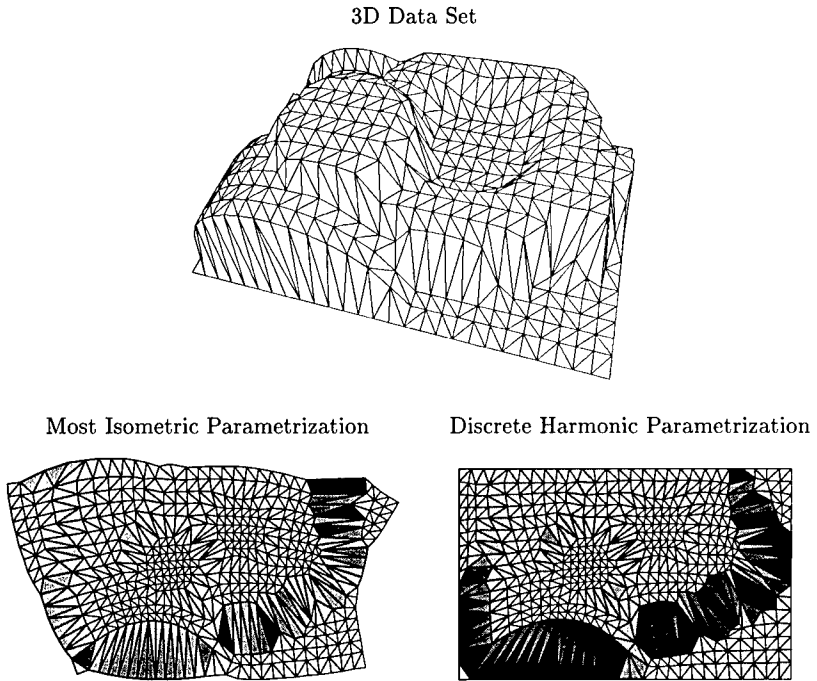 3D Data Set
Most Isometric Parametrization
Discrete Harmonic Parametrization